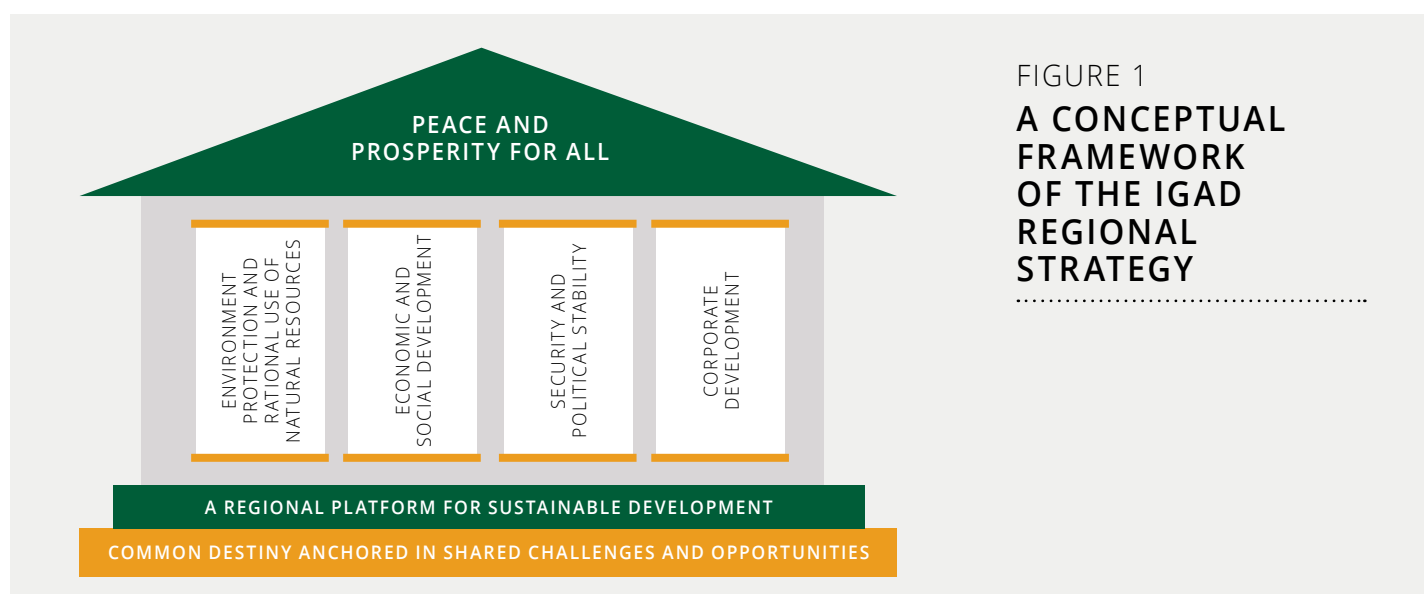 PEACE AND
PROSPERITY FOR ALL
ENVIRONMENT
PROTECTION AND
RATIONAL USE OF
NATURAL RESOURCES
ECONOMIC AND
SOCIAL DEVELOPMENT
SECURITY AND
POLITICAL STABILITY
CORPORATE
DEVELOPMENT
A REGIONAL PLATFORM FOR SUSTAINABLE DEVELOPMENT
COMMON DESTINY ANCHORED IN SHARED CHALLENGES AND OPPORTUNITIES
FIGURE 1
A CONCEPTUAL
FRAMEWORK
OF THE IGAD
REGIONAL
STRATEGY